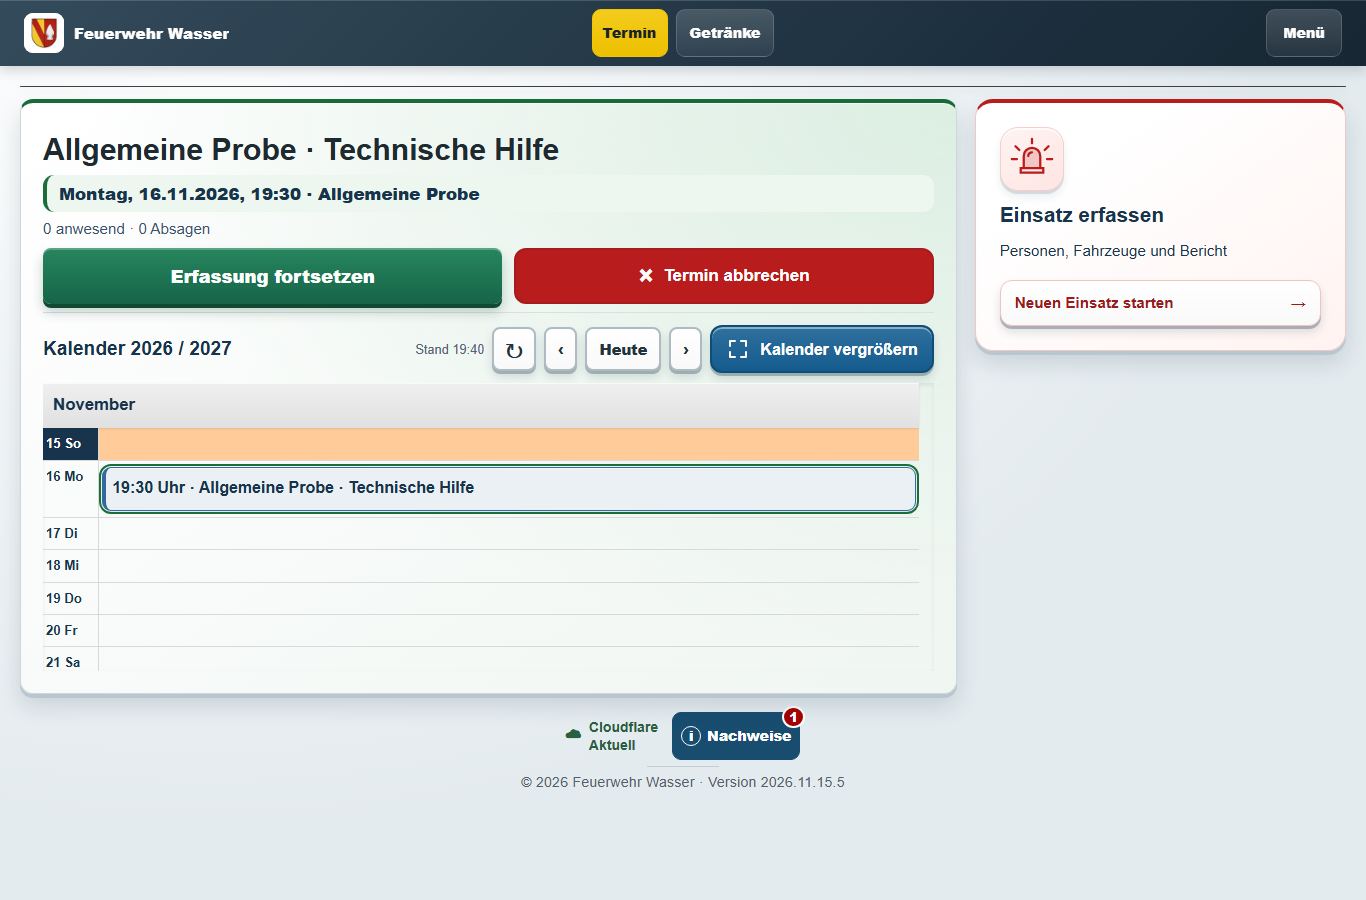 Feuerwehr Wasser
Termin
Getränke
Menü
Allgemeine Probe · Technische Hilfe
Montag, 16.11.2026, 19:30 · Allgemeine Probe
0 anwesend · 0 Absagen
Erfassung fortsetzen
✖ Termin abbrechen
Kalender 2026 / 2027
Stand 19:40
↻
‹
Heute
›
Kalender vergrößern
November
15 So
16 Mo
19:30 Uhr · Allgemeine Probe · Technische Hilfe
17 Di
18 Mi
19 Do
20 Fr
21 Sa
Einsatz erfassen
Personen, Fahrzeuge und Bericht
Neuen Einsatz starten →
Cloudflare
Aktuell
i Nachweise
1
© 2026 Feuerwehr Wasser · Version 2026.11.15.5